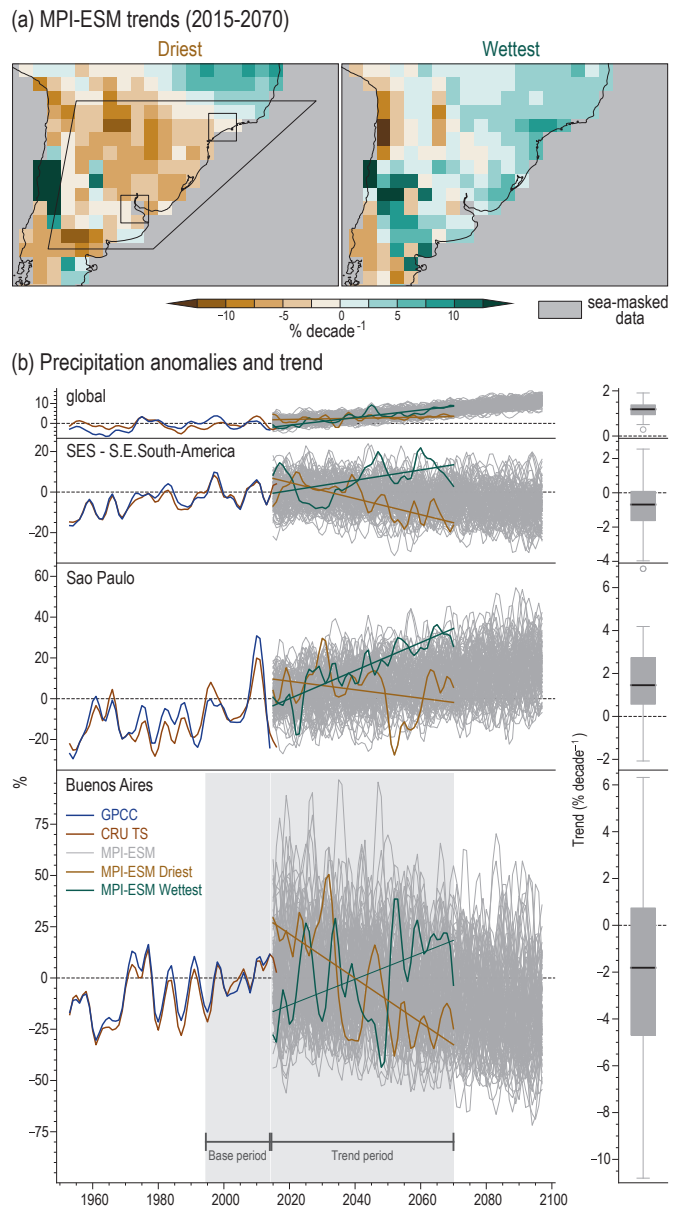 (a) MPI-ESM trends (2015-2070)
Driest
Wettest
−10 −5 0 5 10
% decade⁻¹
sea-masked
data
(b) Precipitation anomalies and trend
global
10
0
2
0
SES - S.E.South-America
20
0
−20
2
0
−2
−4
Sao Paulo
60
40
20
0
−20
6
4
2
0
−2
%
Trend (% decade⁻¹)
Buenos Aires
GPCC
CRU TS
MPI-ESM
MPI-ESM Driest
MPI-ESM Wettest
75
50
25
0
−25
−50
−75
6
4
2
0
−2
−4
−6
−8
−10
Base period
Trend period
1960 1980 2000 2020 2040 2060 2080 2100